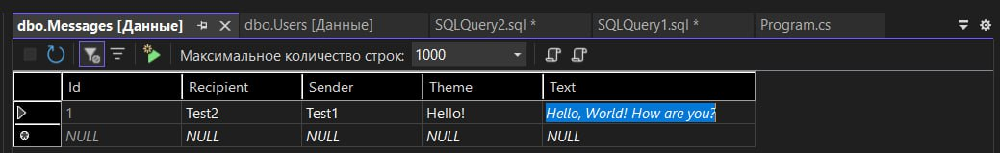 dbo.Messages [Данные] dbo.Users [Данные] SQLQuery2.sql * SQLQuery1.sql * Program.cs
Максимальное количество строк: 1000
Id Recipient Sender Theme Text
1 Test2 Test1 Hello! Hello, World! How are you?
NULL NULL NULL NULL NULL